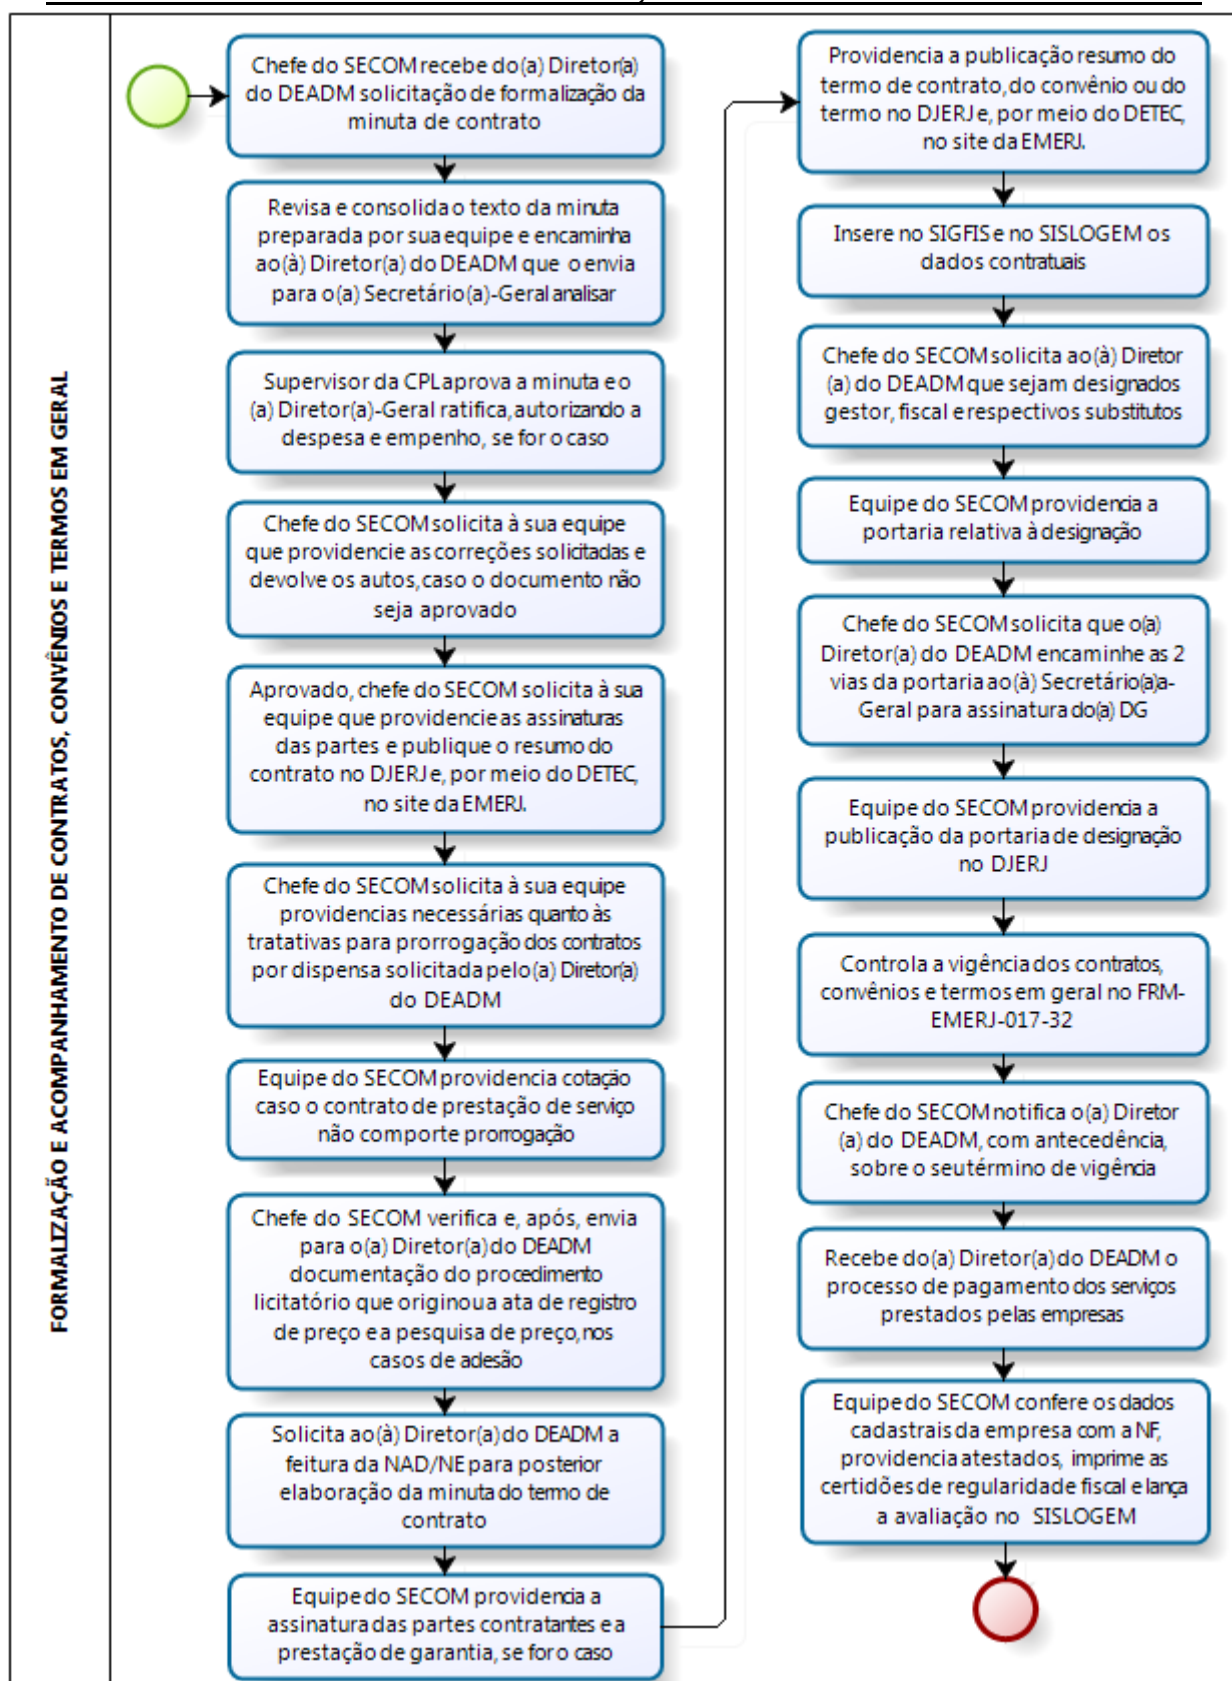 FORMALIZAÇÃO E ACOMPANHAMENTO DE CONTRATOS, CONVÊNIOS E TERMOS EM GERAL
Chefe do SECOM recebe do(a) Diretor(a)
do DEADM solicitação de formalização da
minuta de contrato
Revisa e consolida o texto da minuta
preparada por sua equipe e encaminha
ao(à) Diretor(a) do DEADM que o envia
para o(a) Secretário(a)-Geral analisar
Supervisor da CPL aprova a minuta e o
(a) Diretor(a)-Geral ratifica, autorizando a
despesa e empenho, se for o caso
Chefe do SECOM solicita à sua equipe
que providencie as correções solicitadas e
devolve os autos, caso o documento não
seja aprovado
Aprovado, chefe do SECOM solicita à sua
equipe que providencie as assinaturas
das partes e publique o resumo do
contrato no DJERJ e, por meio do DETEC,
no site da EMERJ.
Chefe do SECOM solicita à sua equipe
providencias necessárias quanto às
tratativas para prorrogação dos contratos
por dispensa solicitada pelo(a) Diretor(a)
do DEADM
Equipe do SECOM providencia cotação
caso o contrato de prestação de serviço
não comporte prorrogação
Chefe do SECOM verifica e, após, envia
para o(a) Diretor(a) do DEADM
documentação do procedimento
licitatório que originou a ata de registro
de preço e a pesquisa de preço, nos
casos de adesão
Solicita ao(à) Diretor(a) do DEADM a
feitura da NAD/NE para posterior
elaboração da minuta do termo de
contrato
Equipe do SECOM providencia a
assinatura das partes contratantes e a
prestação de garantia, se for o caso
Providencia a publicação resumo do
termo de contrato, do convênio ou do
termo no DJERJ e, por meio do DETEC,
no site da EMERJ.
Insere no SIGFIS e no SISLOGEM os
dados contratuais
Chefe do SECOM solicita ao(à) Diretor
(a) do DEADM que sejam designados
gestor, fiscal e respectivos substitutos
Equipe do SECOM providencia a
portaria relativa à designação
Chefe do SECOM solicita que o(a)
Diretor(a) do DEADM encaminhe as 2
vias da portaria ao(à) Secretário(a)a-
Geral para assinatura do(a) DG
Equipe do SECOM providencia a
publicação da portaria de designação
no DJERJ
Controla a vigência dos contratos,
convênios e termos em geral no FRM-
EMERJ-017-32
Chefe do SECOM notifica o(a) Diretor
(a) do DEADM, com antecedência,
sobre o seu término de vigência
Recebe do(a) Diretor(a) do DEADM o
processo de pagamento dos serviços
prestados pelas empresas
Equipe do SECOM confere os dados
cadastrais da empresa com a NF,
providencia atestados, imprime as
certidões de regularidade fiscal e lança
a avaliação no SISLOGEM